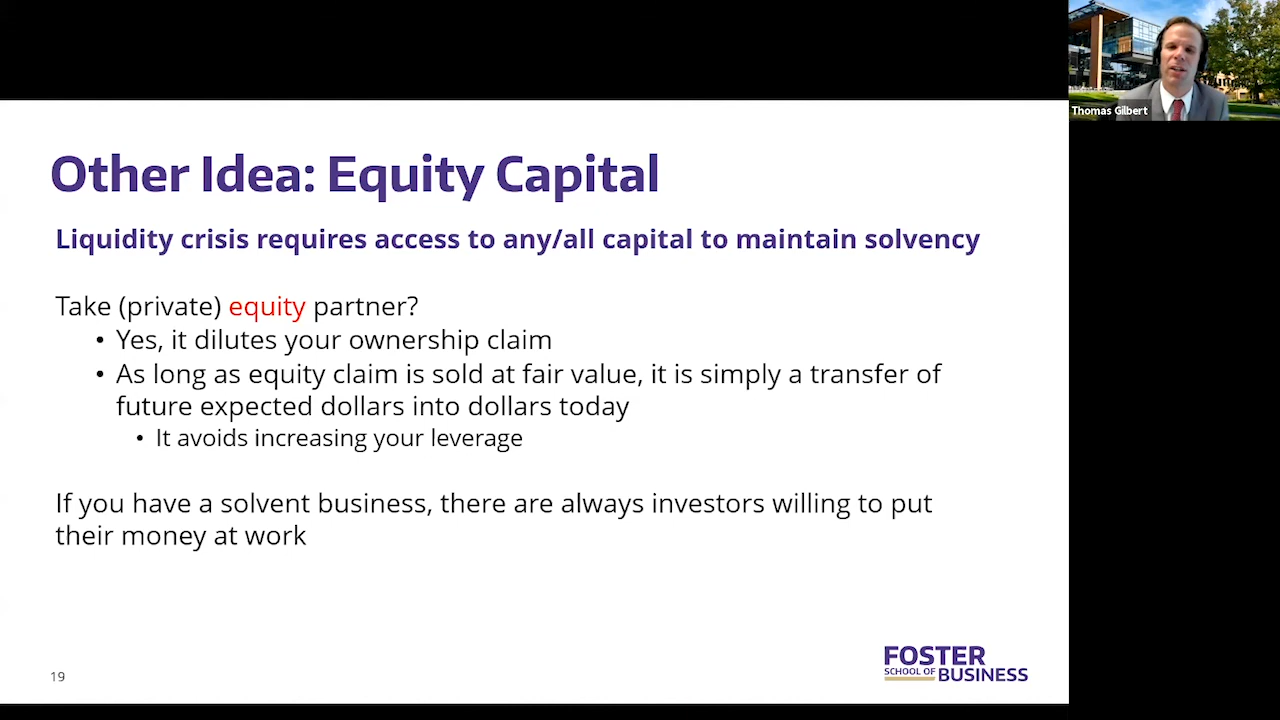 Thomas Gilbert
Other Idea: Equity Capital
Liquidity crisis requires access to any/all capital to maintain solvency
Take (private) equity partner?
• Yes, it dilutes your ownership claim
• As long as equity claim is sold at fair value, it is simply a transfer of
future expected dollars into dollars today
• It avoids increasing your leverage
If you have a solvent business, there are always investors willing to put
their money at work
19
FOSTER
SCHOOL OF BUSINESS